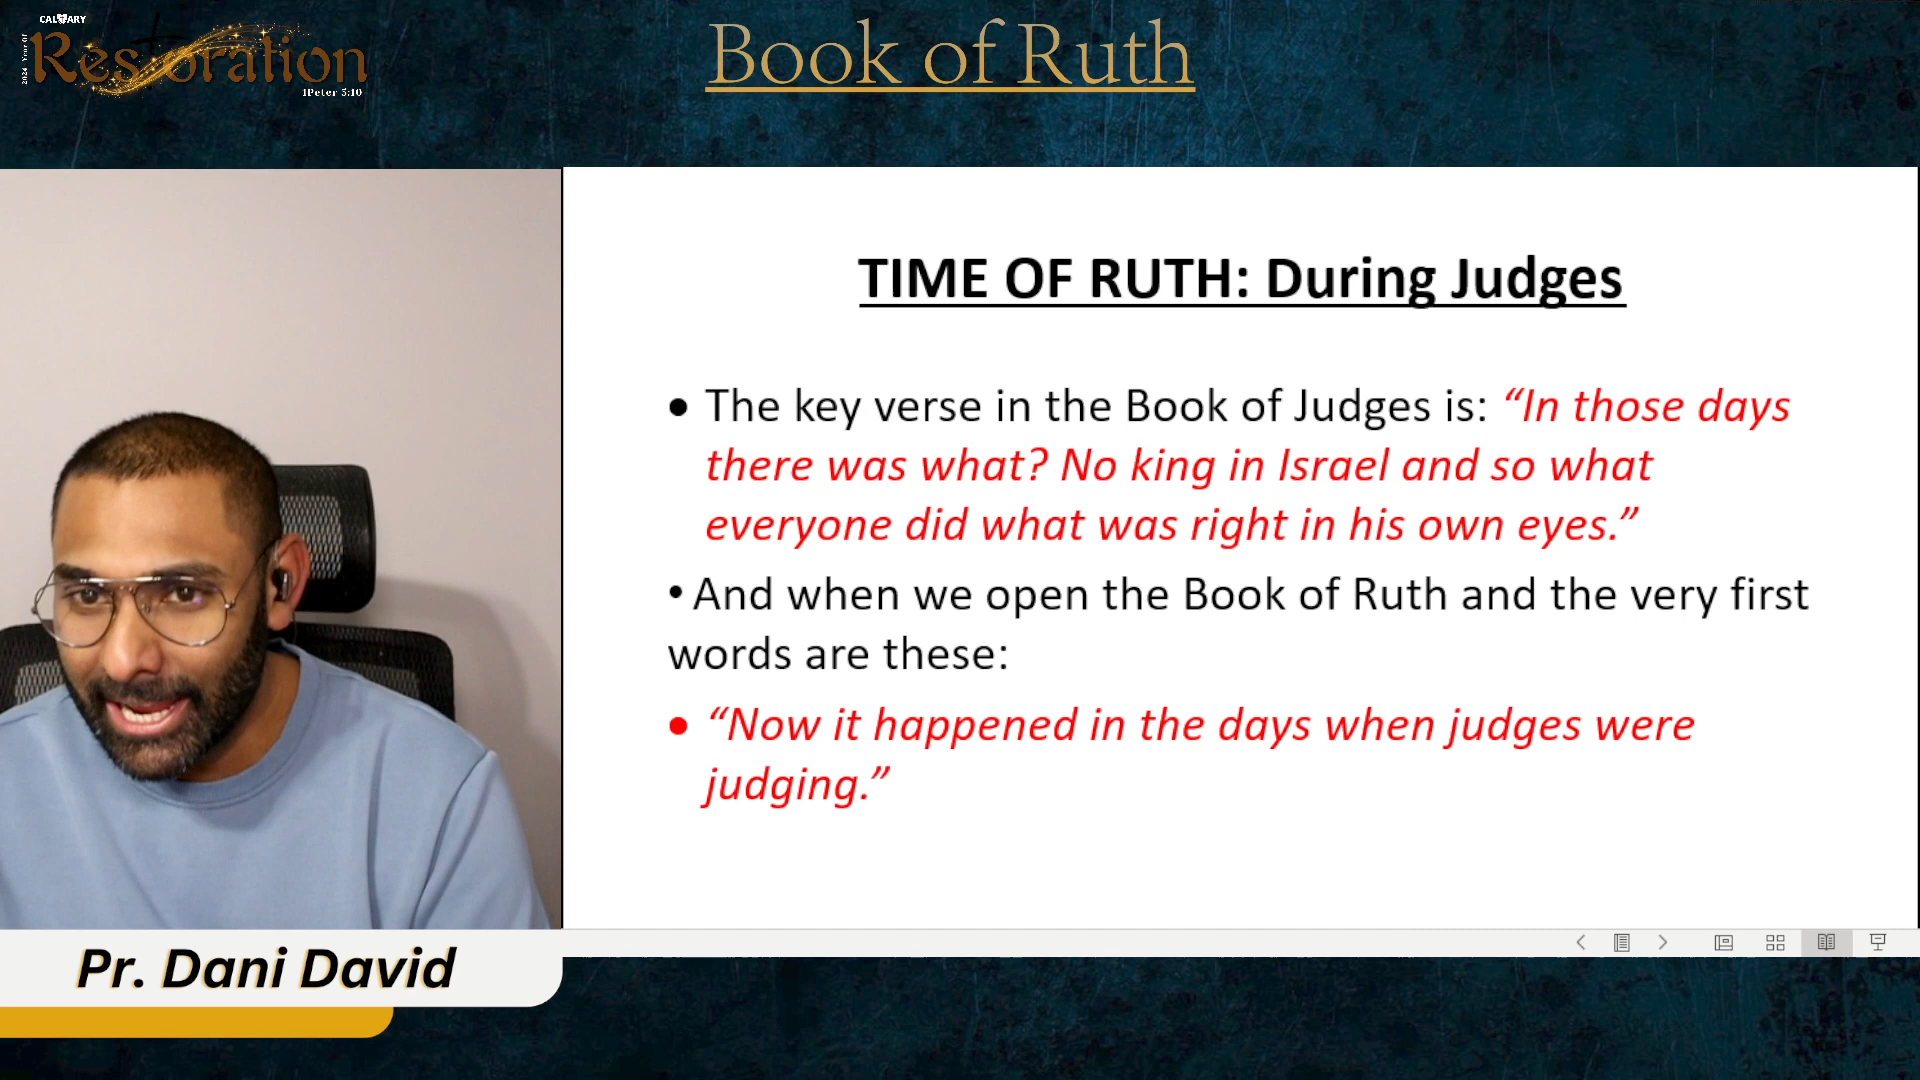 CALVARY
2024 Year Of
Restoration
1Peter 5:10
Book of Ruth
TIME OF RUTH: During Judges
• The key verse in the Book of Judges is: “In those days
there was what? No king in Israel and so what
everyone did what was right in his own eyes.”
• And when we open the Book of Ruth and the very first
words are these:
• “Now it happened in the days when judges were
judging.”
Pr. Dani David